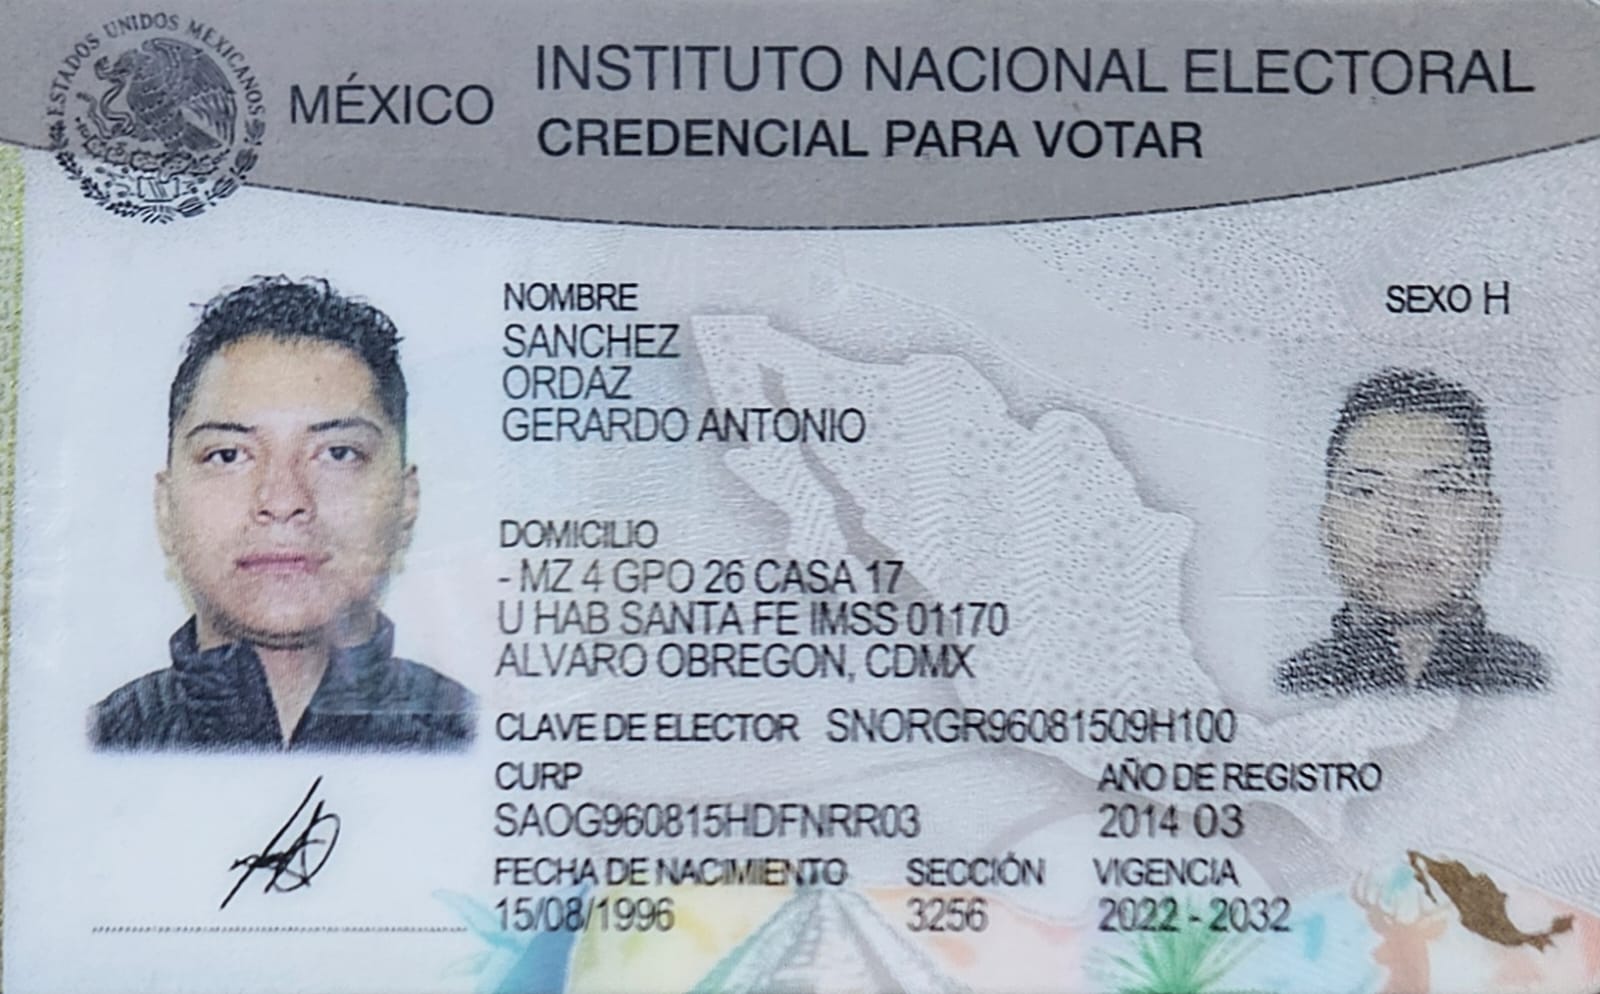 ESTADOS UNIDOS MEXICANOS
MÉXICO
INSTITUTO NACIONAL ELECTORAL
CREDENCIAL PARA VOTAR
NOMBRE
SANCHEZ
ORDAZ
GERARDO ANTONIO
SEXO H
DOMICILIO
- MZ 4 GPO 26 CASA 17
U HAB SANTA FE IMSS 01170
ALVARO OBREGON, CDMX
CLAVE DE ELECTOR SNORGR96081509H100
CURP
SAOG960815HDFNRR03
AÑO DE REGISTRO
2014 03
FECHA DE NACIMIENTO
15/08/1996
SECCIÓN
3256
VIGENCIA
2022 - 2032